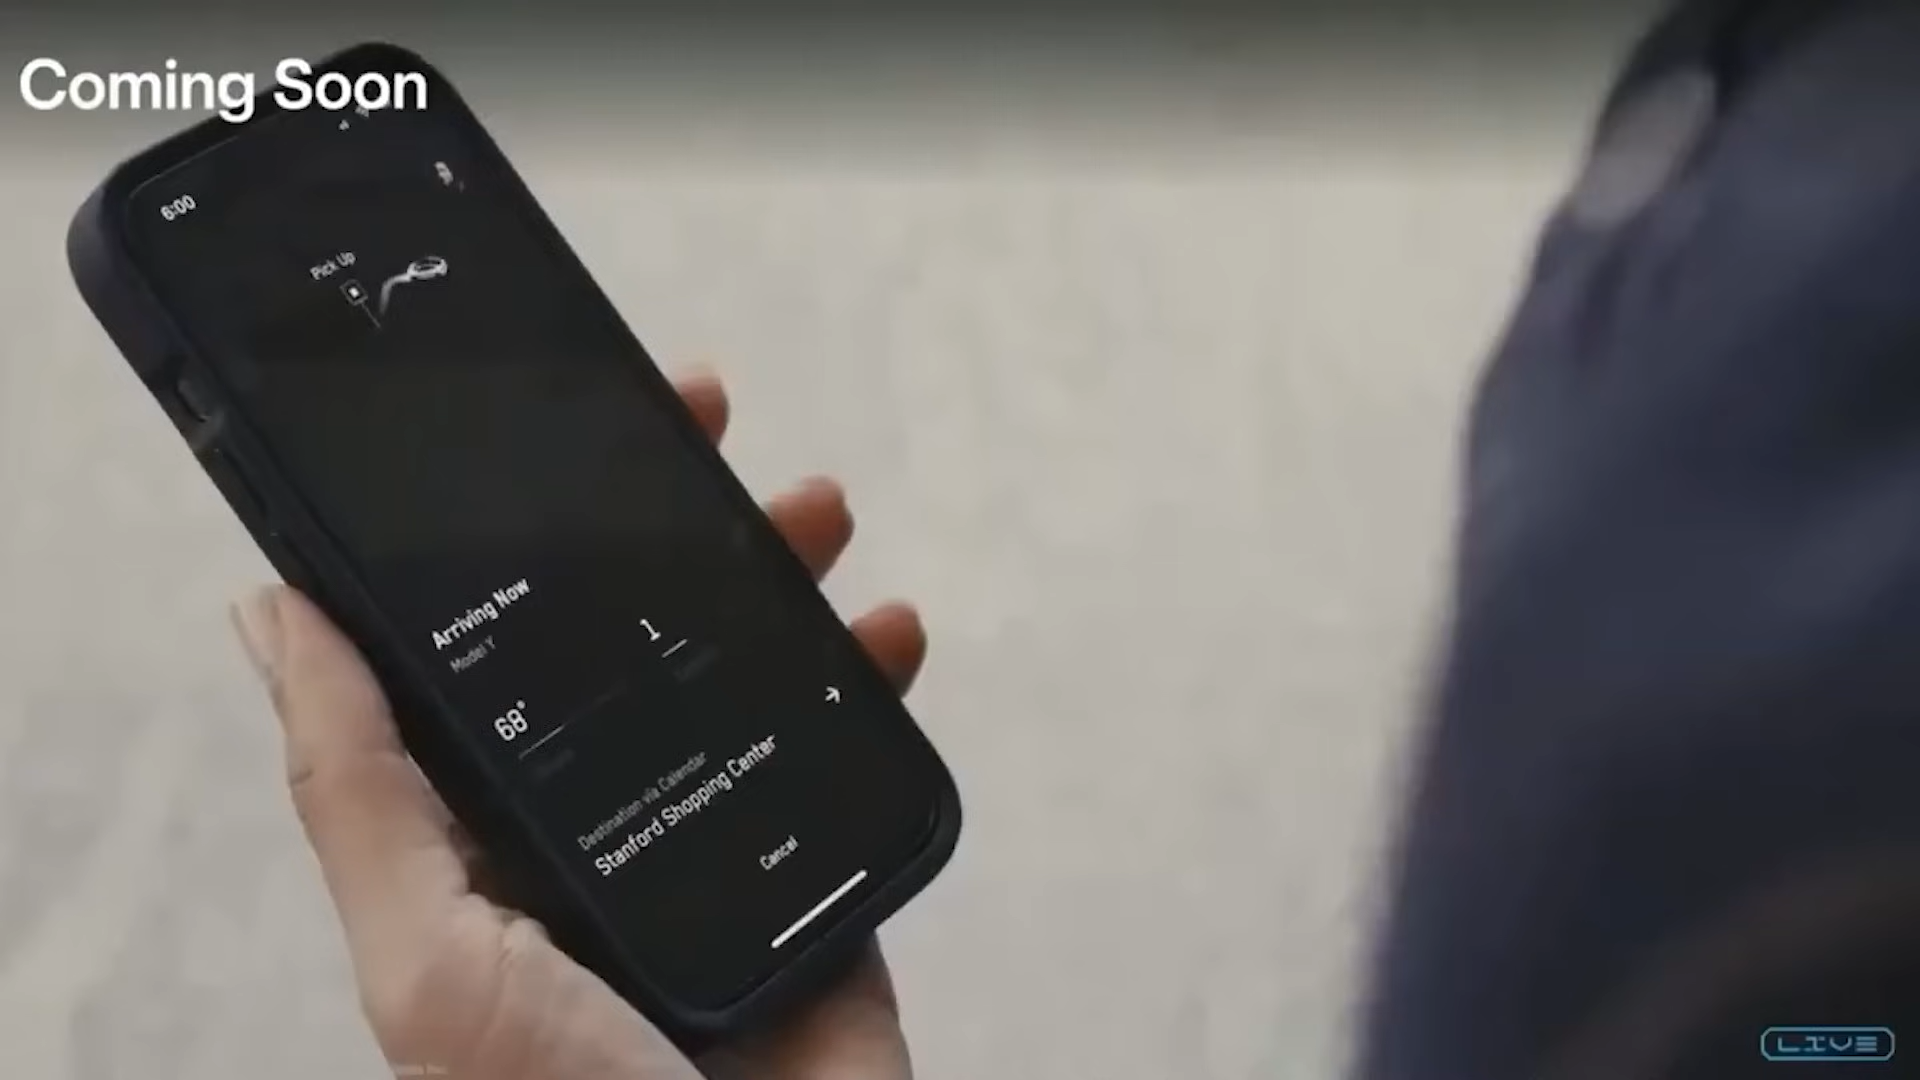 Coming Soon
6:00
Pick Up
Arriving Now
Model Y
68°
1
Destination via Calendar
Stanford Shopping Center
Cancel
LIVE